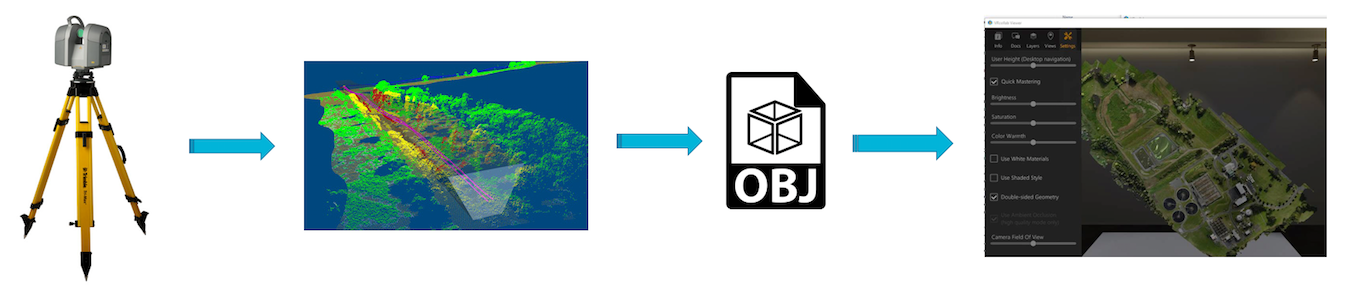 Trimble
OBJ
Info
Docs
Layers
Views
Settings
User Height (Desktop navigation)
Quick Mastering
Brightness
Saturation
Color Warmth
Use White Materials
Use Shaded Style
Double-sided Geometry
Camera Field Of View